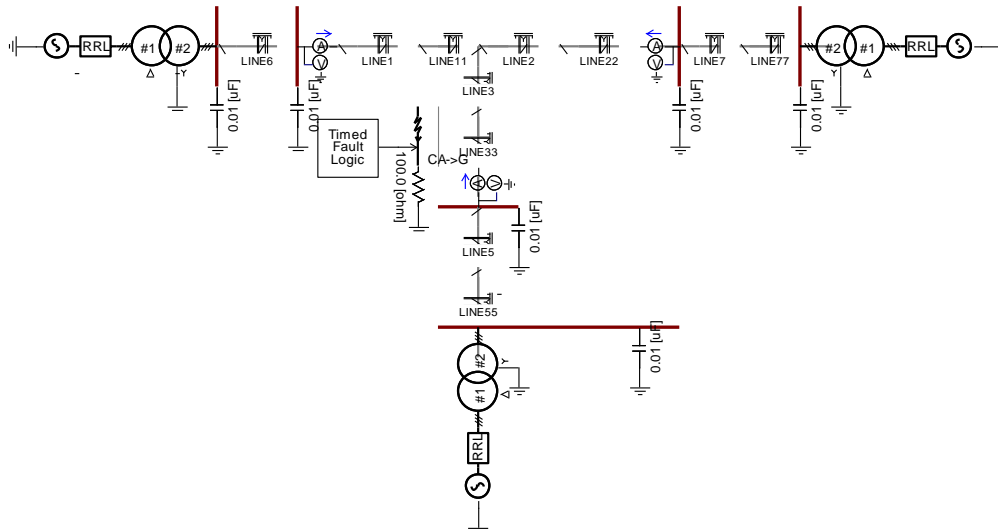 RRL
#1
#2
Y
Δ
LINE6
0.01 [uF]
A
V
0.01 [uF]
LINE1
LINE11
LINE2
LINE22
LINE3
LINE33
A
V
LINE7
LINE77
0.01 [uF]
0.01 [uF]
#2
#1
Y
Δ
RRL
Timed
Fault
Logic
CA->G
100.0 [ohm]
A
V
0.01 [uF]
LINE5
LINE55
0.01 [uF]
#2
Y
#1
Δ
RRL